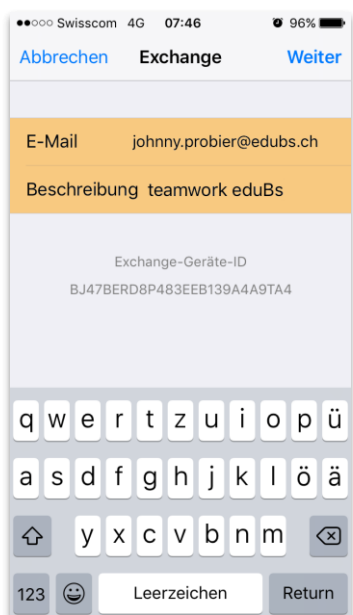 Swisscom 4G 07:46 96%
Abbrechen Exchange Weiter
E-Mail johnny.probier@edubs.ch
Beschreibung teamwork eduBs
Exchange-Geräte-ID
BJ47BERD8P483EEB139A4A9TA4
q w e r t z u i o p ü
a s d f g h j k l ö ä
y x c v b n m
123 Leerzeichen Return